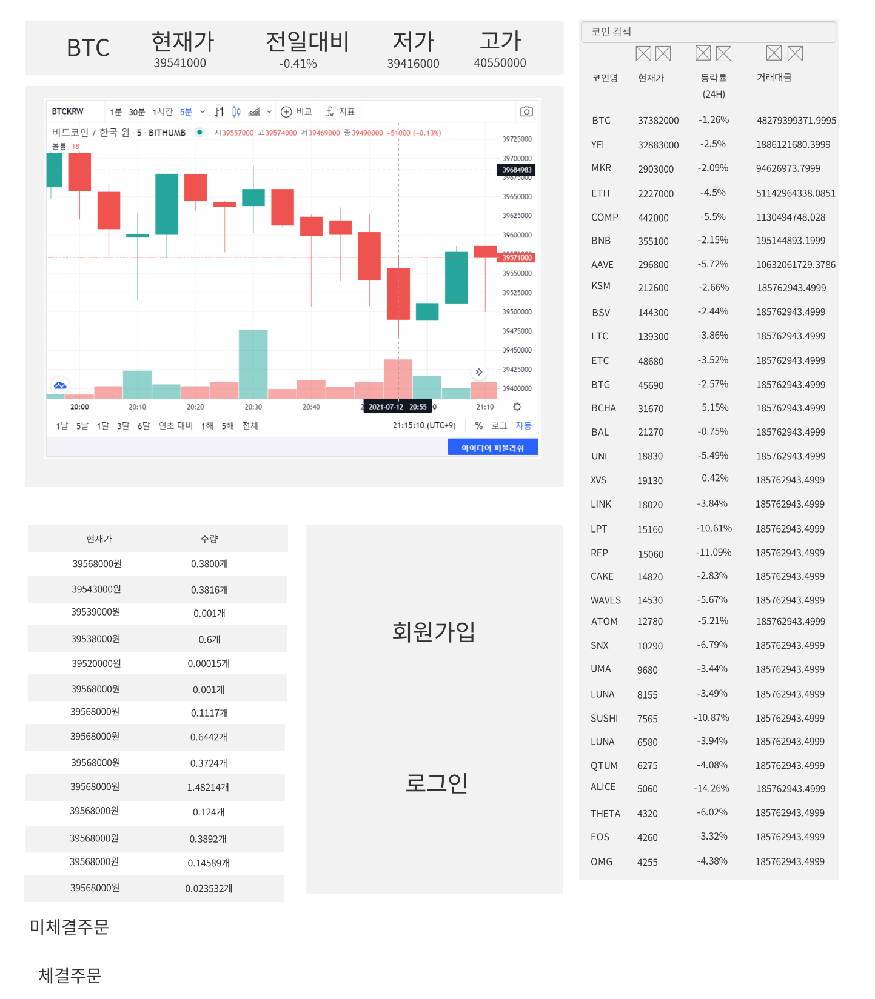 BTC 현재가 전일대비 저가 고가
39541000 -0.41% 39416000 40550000
BTCKRW 1분 30분 1시간 5분 비교 지표
비트코인 / 한국 원 · 5 · BITHUMB 시39557000 고39574000 저39469000 종39490000 -51000 (-0.13%)
볼륨 18
39725000
39700000
39684983
39675000
39650000
39625000
39600000
39571000
39550000
39525000
39500000
39475000
39450000
39425000
39400000
20:00 20:10 20:20 20:30 20:40 2021-07-12 20:55 21:10
1날 5날 1달 3달 6달 연초 대비 1해 5해 전체 21:15:10 (UTC+9) % 로그 자동
아이디어 퍼블리쉬
현재가 수량
39568000원 0.3800개
39543000원 0.3816개
39539000원 0.001개
39538000원 0.6개
39520000원 0.00015개
39568000원 0.001개
39568000원 0.1117개
39568000원 0.6442개
39568000원 0.3724개
39568000원 1.48214개
39568000원 0.124개
39568000원 0.3892개
39568000원 0.14589개
39568000원 0.023532개
회원가입
로그인
미체결주문
체결주문
코인 검색
코인명 현재가 등락률 거래대금
(24H)
BTC 37382000 -1.26% 48279399371.9995
YFI 32883000 -2.5% 1886121680.3999
MKR 2903000 -2.09% 94626973.7999
ETH 2227000 -4.5% 51142964338.0851
COMP 442000 -5.5% 1130494748.028
BNB 355100 -2.15% 195144893.1999
AAVE 296800 -5.72% 10632061729.3786
KSM 212600 -2.66% 185762943.4999
BSV 144300 -2.44% 185762943.4999
LTC 139300 -3.86% 185762943.4999
ETC 48680 -3.52% 185762943.4999
BTG 45690 -2.57% 185762943.4999
BCHA 31670 5.15% 185762943.4999
BAL 21270 -0.75% 185762943.4999
UNI 18830 -5.49% 185762943.4999
XVS 19130 0.42% 185762943.4999
LINK 18020 -3.84% 185762943.4999
LPT 15160 -10.61% 185762943.4999
REP 15060 -11.09% 185762943.4999
CAKE 14820 -2.83% 185762943.4999
WAVES 14530 -5.67% 185762943.4999
ATOM 12780 -5.21% 185762943.4999
SNX 10290 -6.79% 185762943.4999
UMA 9680 -3.44% 185762943.4999
LUNA 8155 -3.49% 185762943.4999
SUSHI 7565 -10.87% 185762943.4999
LUNA 6580 -3.94% 185762943.4999
QTUM 6275 -4.08% 185762943.4999
ALICE 5060 -14.26% 185762943.4999
THETA 4320 -6.02% 185762943.4999
EOS 4260 -3.32% 185762943.4999
OMG 4255 -4.38% 185762943.4999